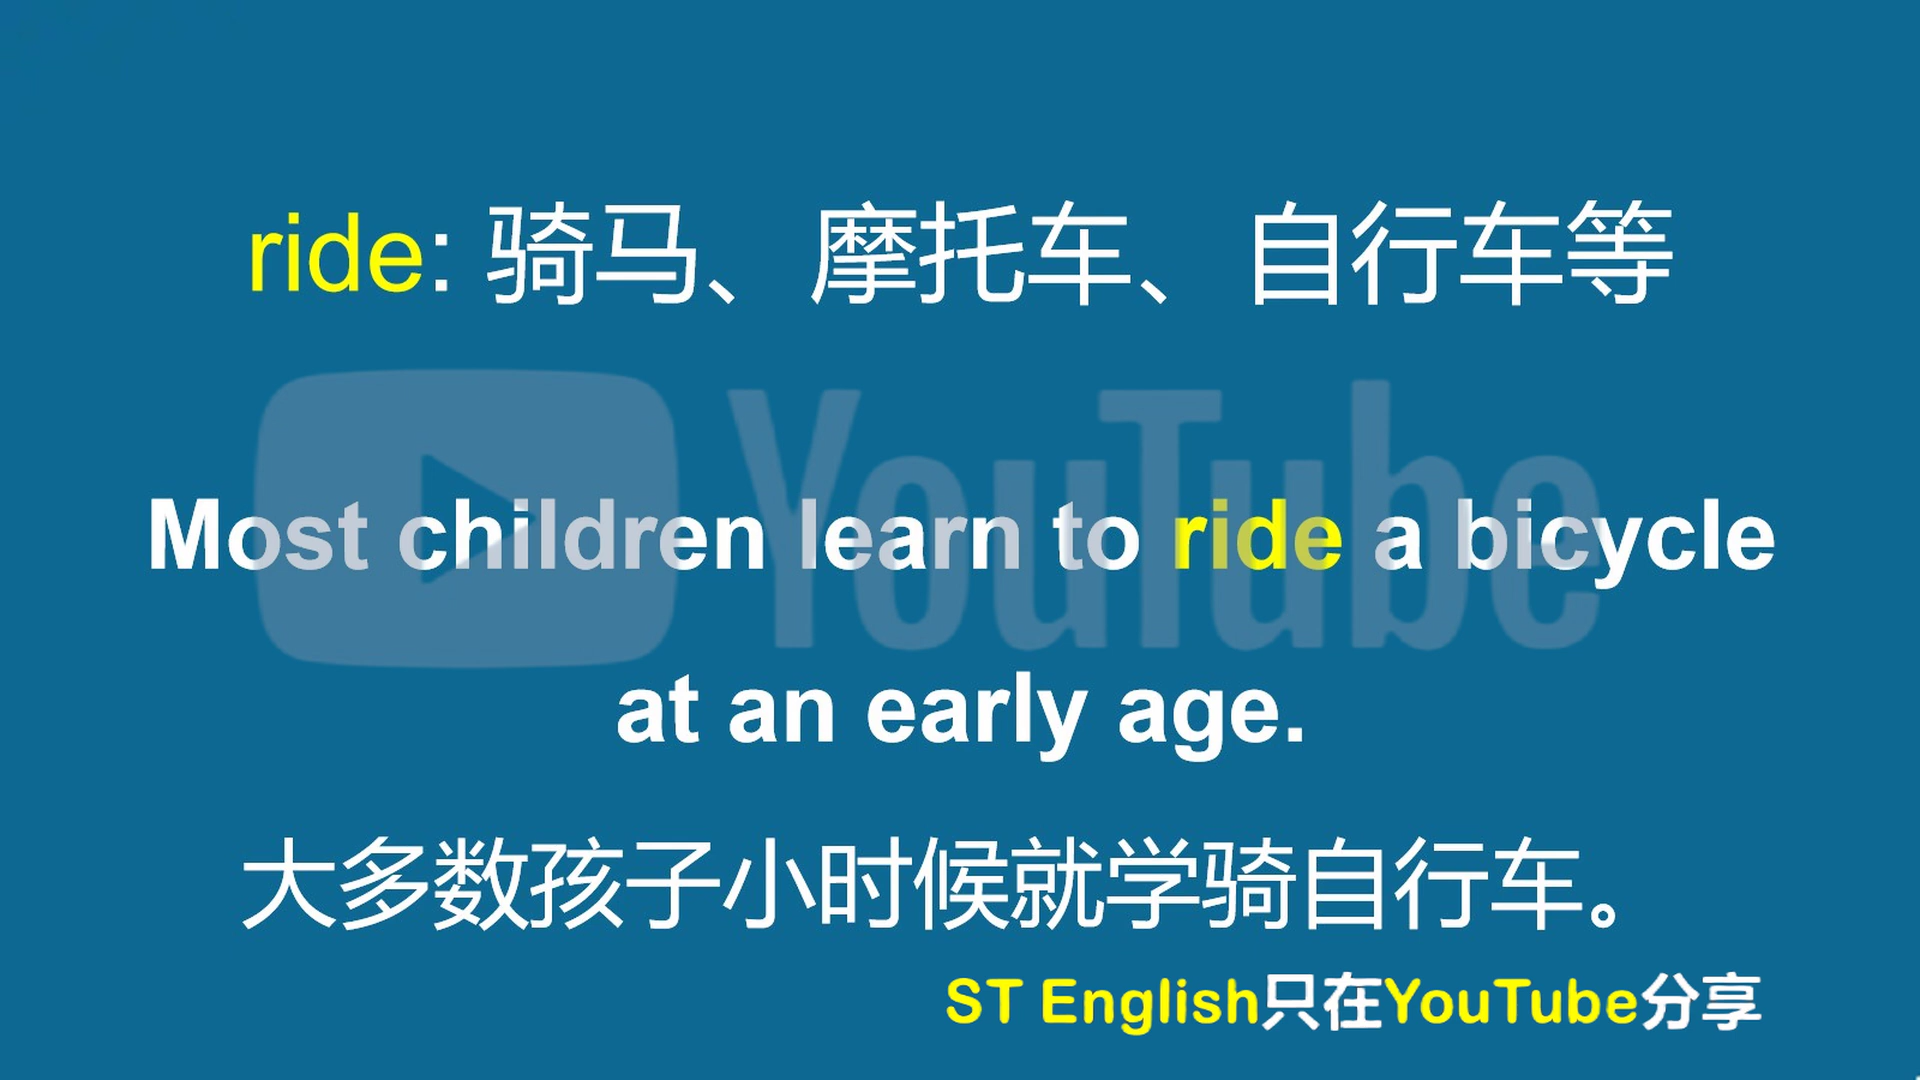 ride: 骑马、摩托车、自行车等
YouTube
Most children learn to ride a bicycle
at an early age.
大多数孩子小时候就学骑自行车。
ST English只在YouTube分享